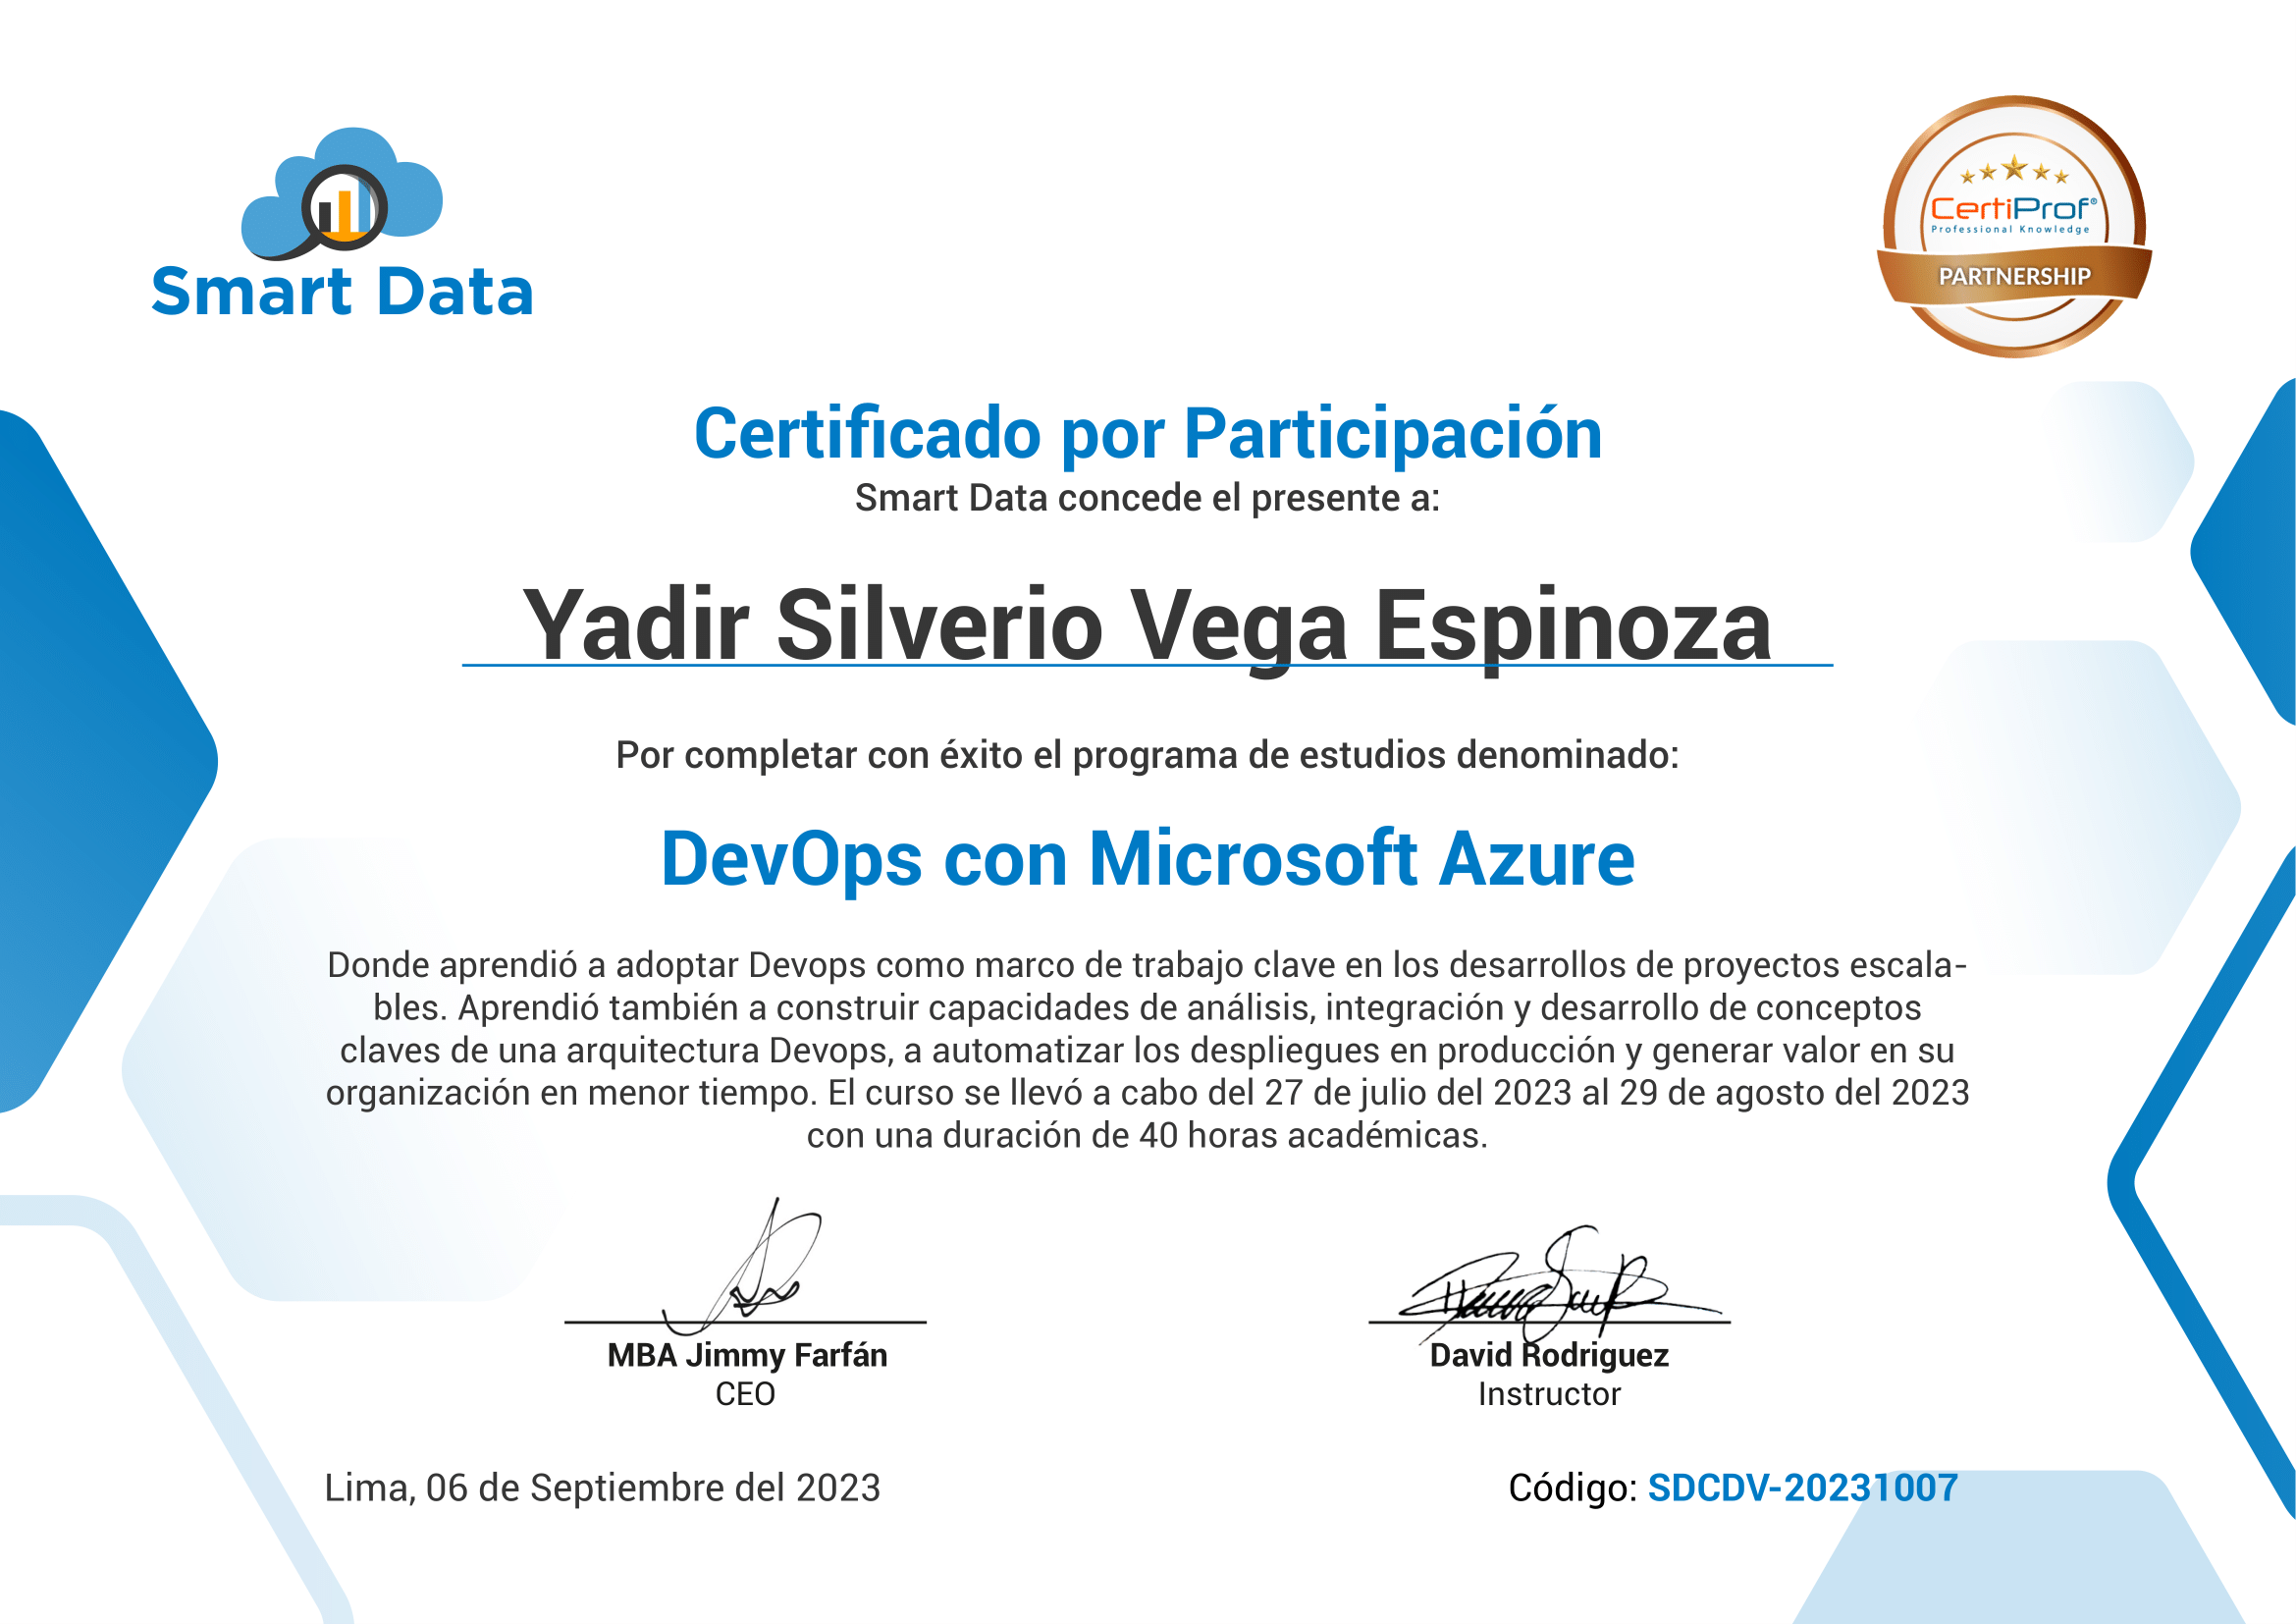 Smart Data
CertiProf®
Professional Knowledge
PARTNERSHIP
Certificado por Participación
Smart Data concede el presente a:
Yadir Silverio Vega Espinoza
Por completar con éxito el programa de estudios denominado:
DevOps con Microsoft Azure
Donde aprendió a adoptar Devops como marco de trabajo clave en los desarrollos de proyectos escala-
bles. Aprendió también a construir capacidades de análisis, integración y desarrollo de conceptos
claves de una arquitectura Devops, a automatizar los despliegues en producción y generar valor en su
organización en menor tiempo. El curso se llevó a cabo del 27 de julio del 2023 al 29 de agosto del 2023
con una duración de 40 horas académicas.
MBA Jimmy Farfán
CEO
David Rodriguez
Instructor
Lima, 06 de Septiembre del 2023
Código: SDCDV-20231007